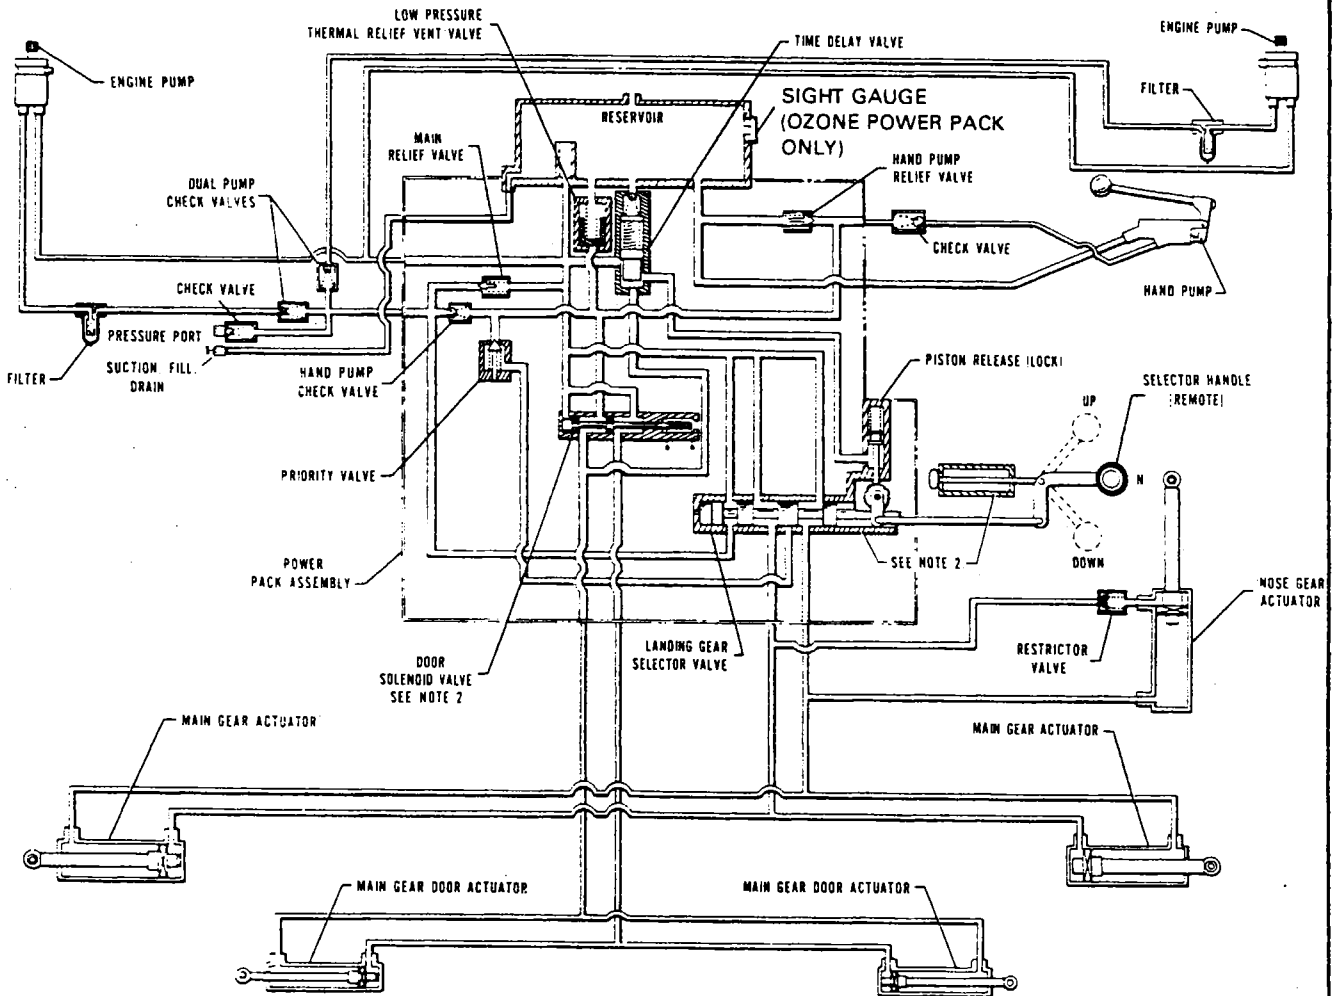 LOW PRESSURE
THERMAL RELIEF VENT VALVE
TIME DELAY VALVE
ENGINE PUMP
ENGINE PUMP
FILTER
SIGHT GAUGE
(OZONE POWER PACK
ONLY)
RESERVOIR
MAIN
RELIEF VALVE
HAND PUMP
RELIEF VALVE
DUAL PUMP
CHECK VALVES
CHECK VALVE
HAND PUMP
CHECK VALVE
PRESSURE PORT
SUCTION, FILL,
DRAIN
FILTER
HAND PUMP
CHECK VALVE
PISTON RELEASE (LOCK)
SELECTOR HANDLE
(REMOTE)
UP
N
DOWN
PRIORITY VALVE
SEE NOTE 2
POWER
PACK ASSEMBLY
NOSE GEAR
ACTUATOR
DOOR
SOLENOID VALVE
SEE NOTE 2
LANDING GEAR
SELECTOR VALVE
RESTRICTOR
VALVE
MAIN GEAR ACTUATOR
MAIN GEAR ACTUATOR
MAIN GEAR DOOR ACTUATOR
MAIN GEAR DOOR ACTUATOR